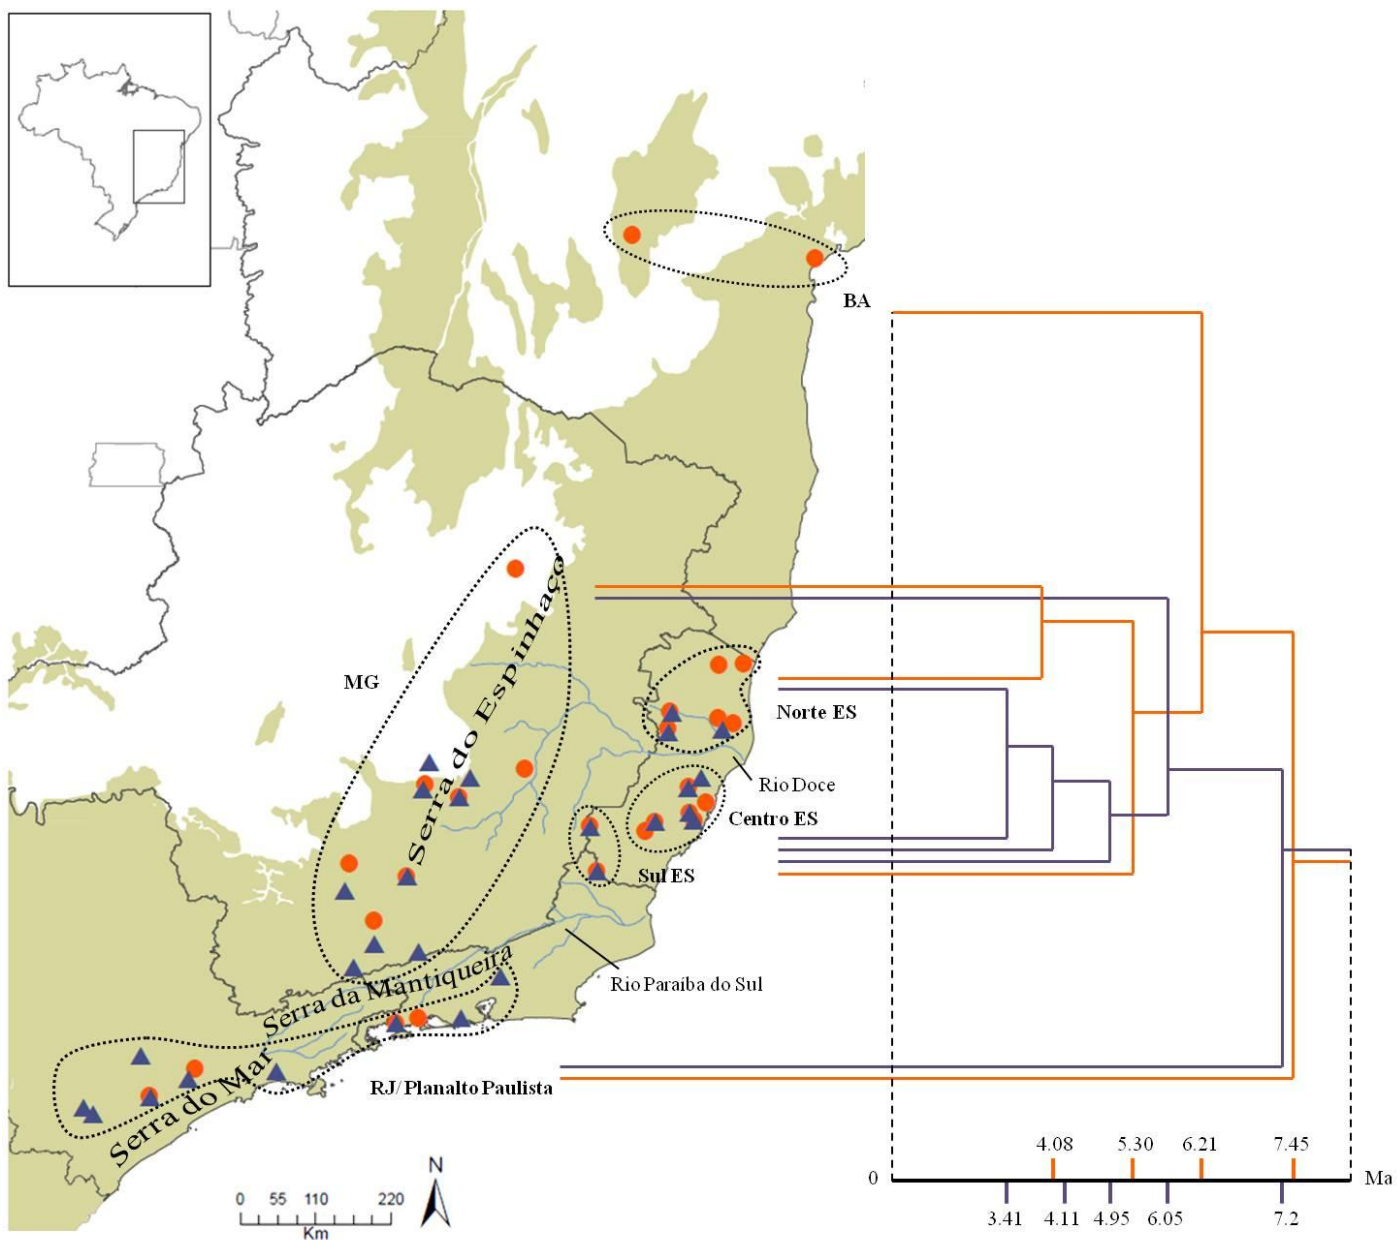 BA
Serra do Espinhaço
MG
Norte ES
Rio Doce
Centro ES
Sul ES
Serra da Mantiqueira
Rio Paraíba do Sul
Serra do Mar
RJ/Planalto Paulista
4.08 5.30 6.21 7.45
0 Ma
3.41 4.11 4.95 6.05 7.2
N
0 55 110 220
Km